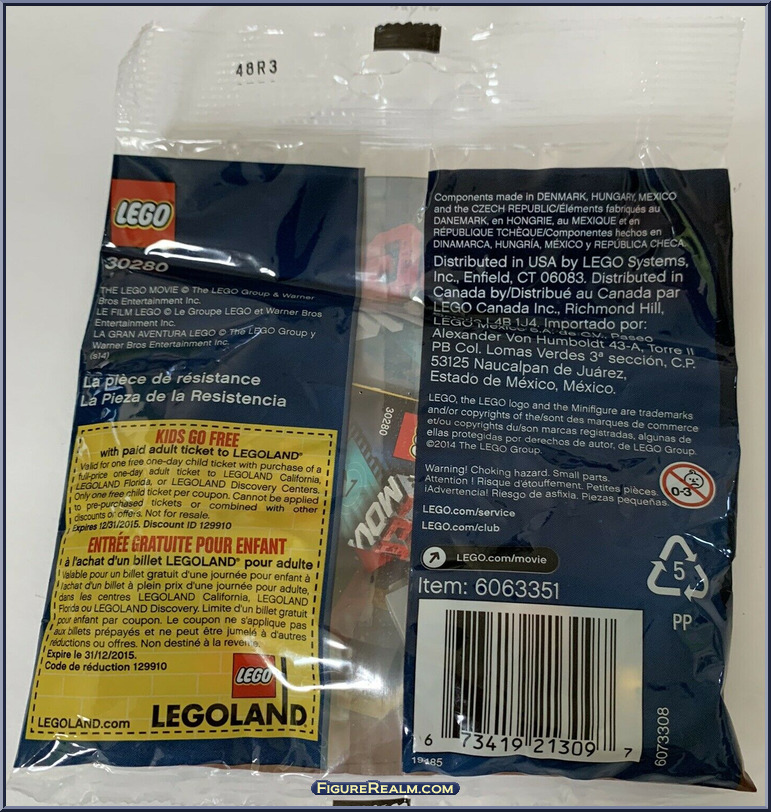 48R3
LEGO
30280
THE LEGO MOVIE © The LEGO Group & Warner
Bros Entertainment Inc.
LE FILM LEGO © Le Groupe LEGO et Warner Bros
Entertainment Inc.
LA GRAN AVENTURA LEGO © The LEGO Group y
Warner Bros Entertainment Inc.
(s14)
La pièce de résistance
La Pieza de la Resistencia
KIDS GO FREE
with paid adult ticket to LEGOLAND®
Valid for one free one-day child ticket with purchase of a
full-price one-day adult ticket to LEGOLAND California,
LEGOLAND Florida, or LEGOLAND Discovery Centers.
Only one free child ticket per coupon. Cannot be applied
to pre-purchased tickets or combined with other
discounts or offers. Not for resale.
Expires 12/31/2015. Discount ID 129910
ENTRÉE GRATUITE POUR ENFANT
à l'achat d'un billet LEGOLAND® pour adulte
Valable pour un billet gratuit d'une journée pour enfant à
l'achat d'un billet à plein prix d'une journée pour adulte,
dans les centres LEGOLAND California, LEGOLAND
Florida ou LEGOLAND Discovery. Limite d'un billet gratuit
pour enfant par coupon. Le coupon ne s'applique pas
aux billets prépayés et ne peut être jumelé à d'autres
réductions ou offres. Non destiné à la revente.
Expire le 31/12/2015.
Code de réduction 129910
LEGO
LEGOLAND.com LEGOLAND
30280
MOV
Components made in DENMARK, HUNGARY, MEXICO
and the CZECH REPUBLIC/Éléments fabriqués au
DANEMARK, en HONGRIE, au MEXIQUE et en
RÉPUBLIQUE TCHÈQUE/Componentes hechos en
DINAMARCA, HUNGRÍA, MÉXICO y REPÚBLICA CHECA.
Distributed in USA by LEGO Systems,
Inc., Enfield, CT 06083. Distributed in
Canada by/Distribué au Canada par
LEGO Canada Inc., Richmond Hill,
L4B 1J4. Importado por:
LEGO México S.A. de C.V., Paseo
Alexander Von Humboldt 43-A, Torre II
PB Col. Lomas Verdes 3ª sección, C.P.
53125 Naucalpan de Juárez,
Estado de México, México.
LEGO, the LEGO logo and the Minifigure are trademarks
and/or copyrights of the/sont des marques de commerce
et/ou copyrights du/son marcas registradas, algunas de
ellas protegidas por derechos de autor, de LEGO Group.
©2014 The LEGO Group.
Warning! Choking hazard. Small parts.
Attention ! Risque d'étouffement. Petites pièces.
¡Advertencia! Riesgo de asfixia. Piezas pequeñas.
0-3
LEGO.com/service
LEGO.com/club
LEGO.com/movie
Item: 6063351
5
PP
6 73419 21309 7
19485
6073308
FigureRealm.com